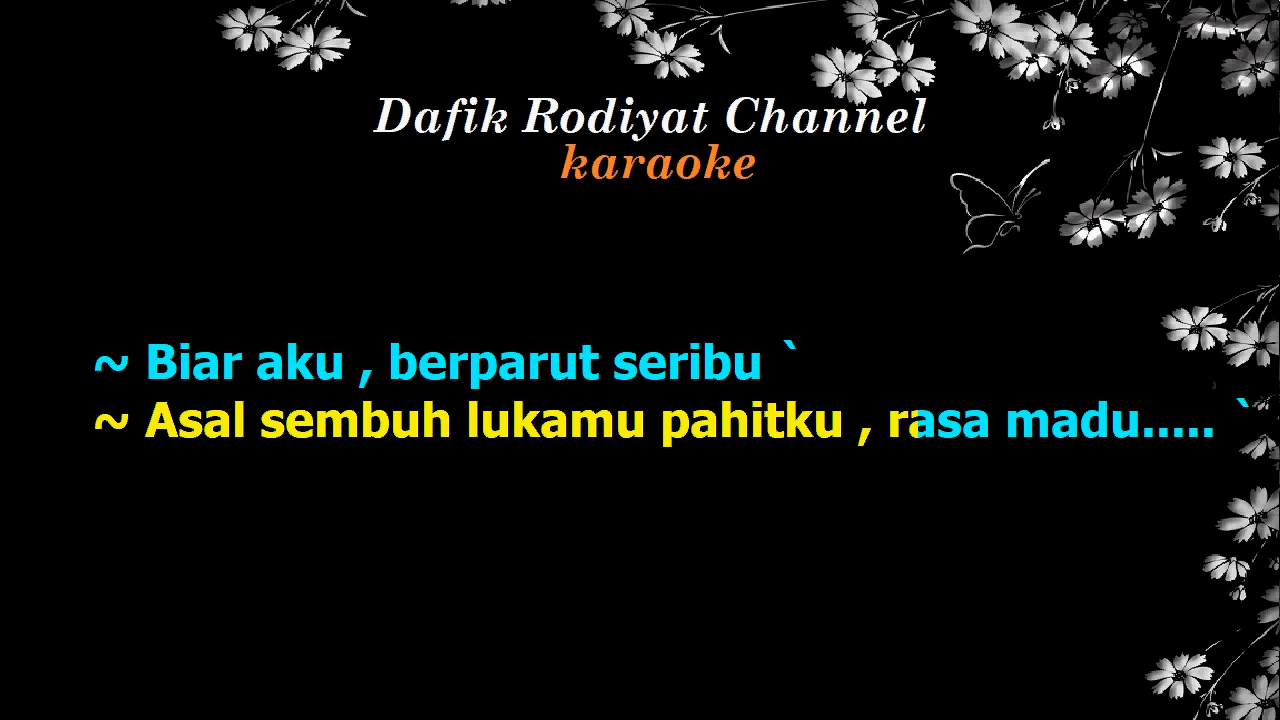 Dafik Rodiyat Channel
karaoke
~ Biar aku , berparut seribu `
~ Asal sembuh lukamu pahitku , rasa madu..... `